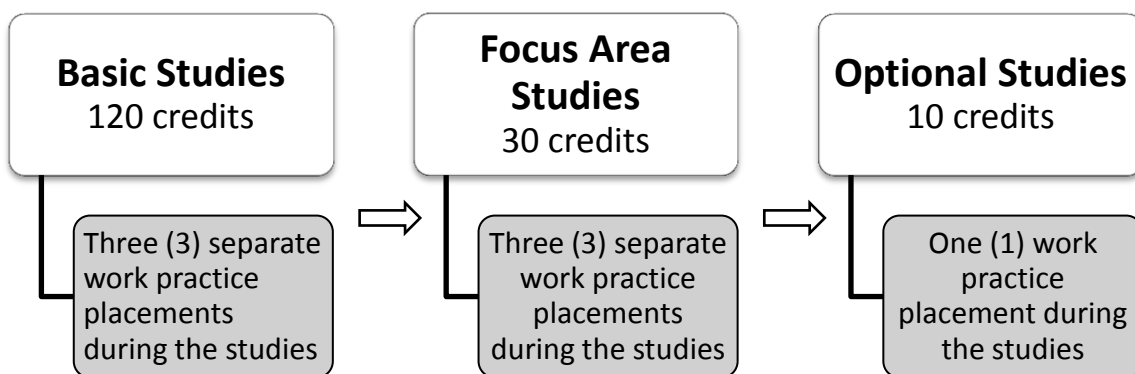 Basic Studies
120 credits
Three (3) separate
work practice
placements
during the studies
Focus Area
Studies
30 credits
Three (3) separate
work practice
placements
during the studies
Optional Studies
10 credits
One (1) work
practice
placement during
the studies